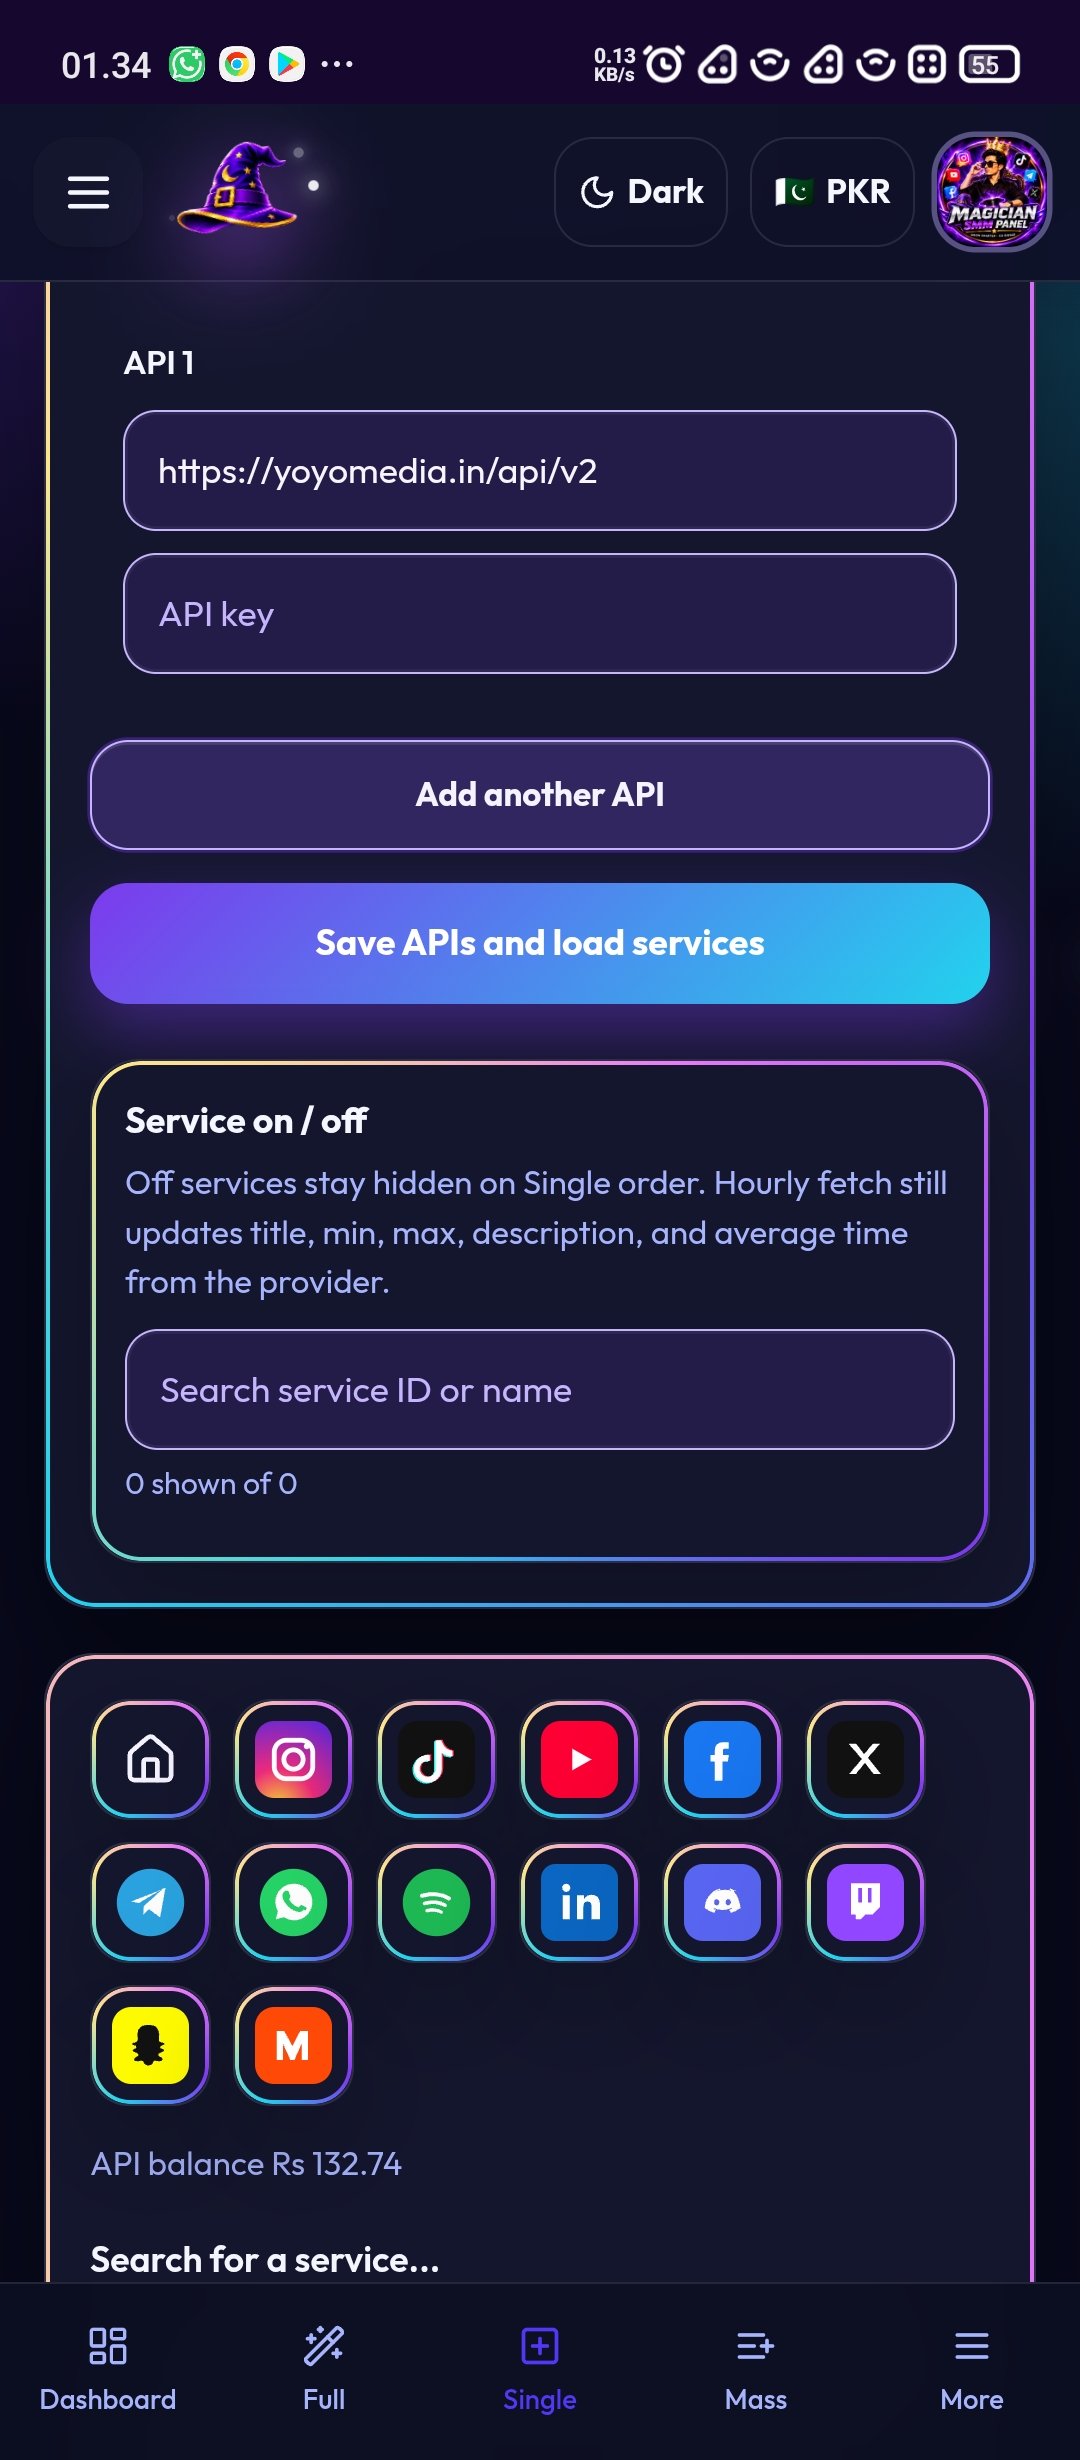 01.34
0.13
KB/s
55
Dark
PKR
MAGICIAN
SMM PANEL
API 1
https://yoyomedia.in/api/v2
API key
Add another API
Save APIs and load services
Service on / off
Off services stay hidden on Single order. Hourly fetch still
updates title, min, max, description, and average time
from the provider.
Search service ID or name
0 shown of 0
API balance Rs 132.74
Search for a service...
Dashboard
Full
Single
Mass
More